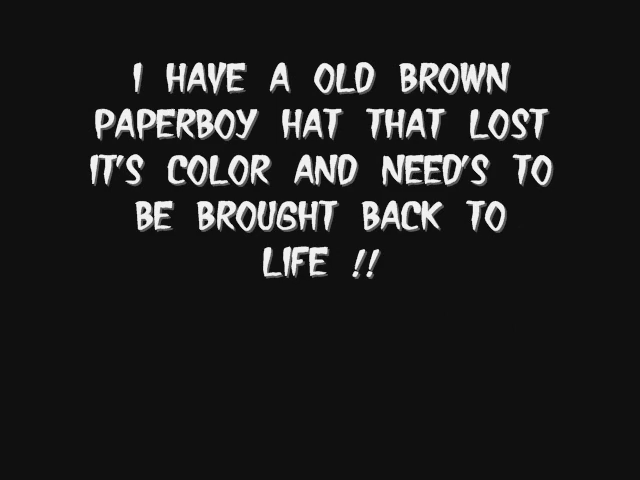 I HAVE A OLD BROWN
PAPERBOY HAT THAT LOST
IT'S COLOR AND NEED'S TO
BE BROUGHT BACK TO
LIFE !!